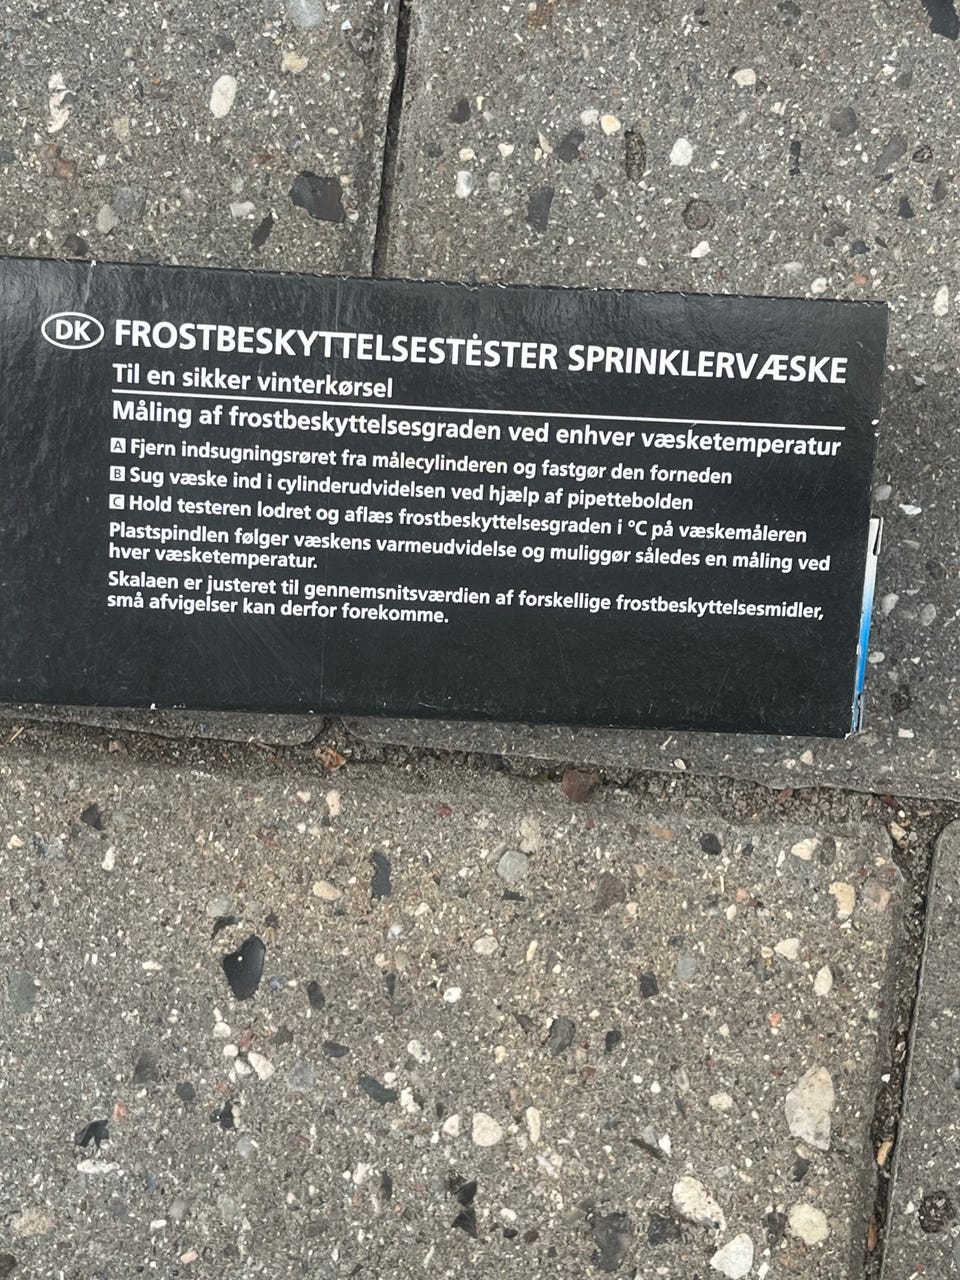 DK FROSTBESKYTTELSESTESTER SPRINKLERVÆSKE
Til en sikker vinterkørsel
Måling af frostbeskyttelsesgraden ved enhver væsketemperatur
A Fjern indsugningsrøret fra målecylinderen og fastgør den forneden
B Sug væske ind i cylinderudvidelsen ved hjælp af pipettebolden
C Hold testeren lodret og aflæs frostbeskyttelsesgraden i °C på væskemåleren
Plastspindlen følger væskens varmeudvidelse og muliggør således en måling ved
hver væsketemperatur.
Skalaen er justeret til gennemsnitsværdien af forskellige frostbeskyttelsesmidler,
små afvigelser kan derfor forekomme.